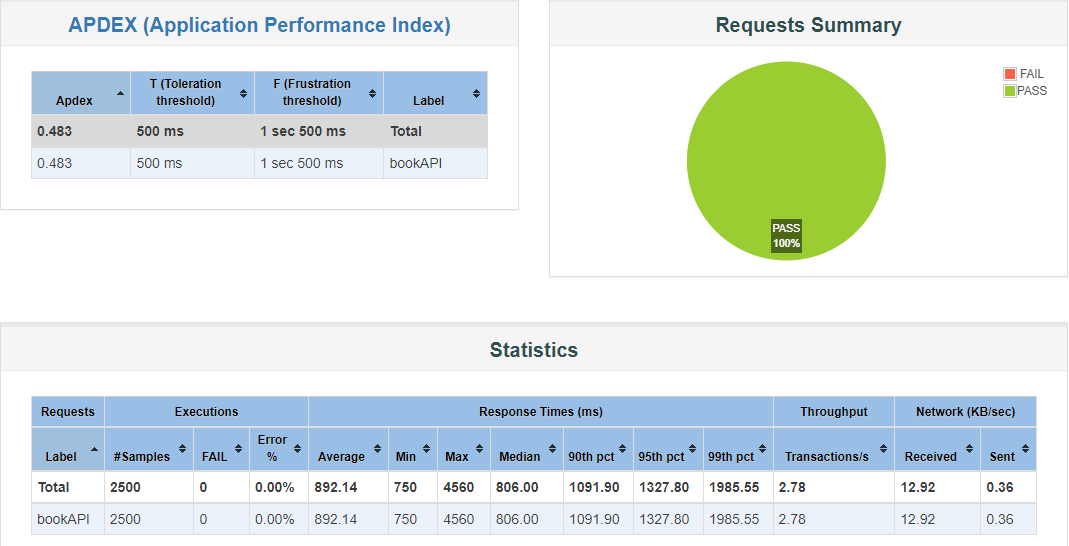 APDEX (Application Performance Index)
Apdex T (Toleration threshold) F (Frustration threshold) Label
0.483 500 ms 1 sec 500 ms Total
0.483 500 ms 1 sec 500 ms bookAPI
Requests Summary
FAIL
PASS
PASS
100%
Statistics
Requests Executions Response Times (ms) Throughput Network (KB/sec)
Label #Samples FAIL Error % Average Min Max Median 90th pct 95th pct 99th pct Transactions/s Received Sent
Total 2500 0 0.00% 892.14 750 4560 806.00 1091.90 1327.80 1985.55 2.78 12.92 0.36
bookAPI 2500 0 0.00% 892.14 750 4560 806.00 1091.90 1327.80 1985.55 2.78 12.92 0.36